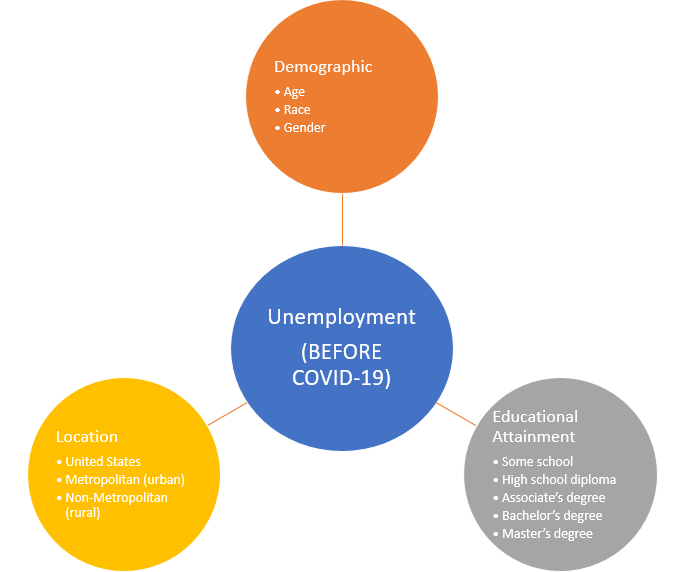 Demographic
• Age
• Race
• Gender
Unemployment
(BEFORE
COVID-19)
Location
• United States
• Metropolitan (urban)
• Non-Metropolitan
(rural)
Educational
Attainment
• Some school
• High school diploma
• Associate’s degree
• Bachelor’s degree
• Master’s degree